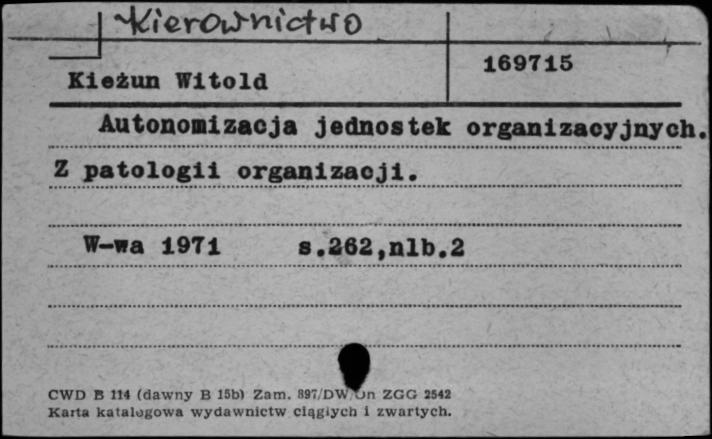 Kierownictwo
169715
Kieżun Witold
Autonomizacja jednostek organizacyjnych.
Z patologii organizacji.
W-wa 1971 s.262,nlb.2
CWD B 114 (dawny B 15b) Zam. 897/DW/Un ZGG 2542
Karta katalogowa wydawnictw ciągłych i zwartych.